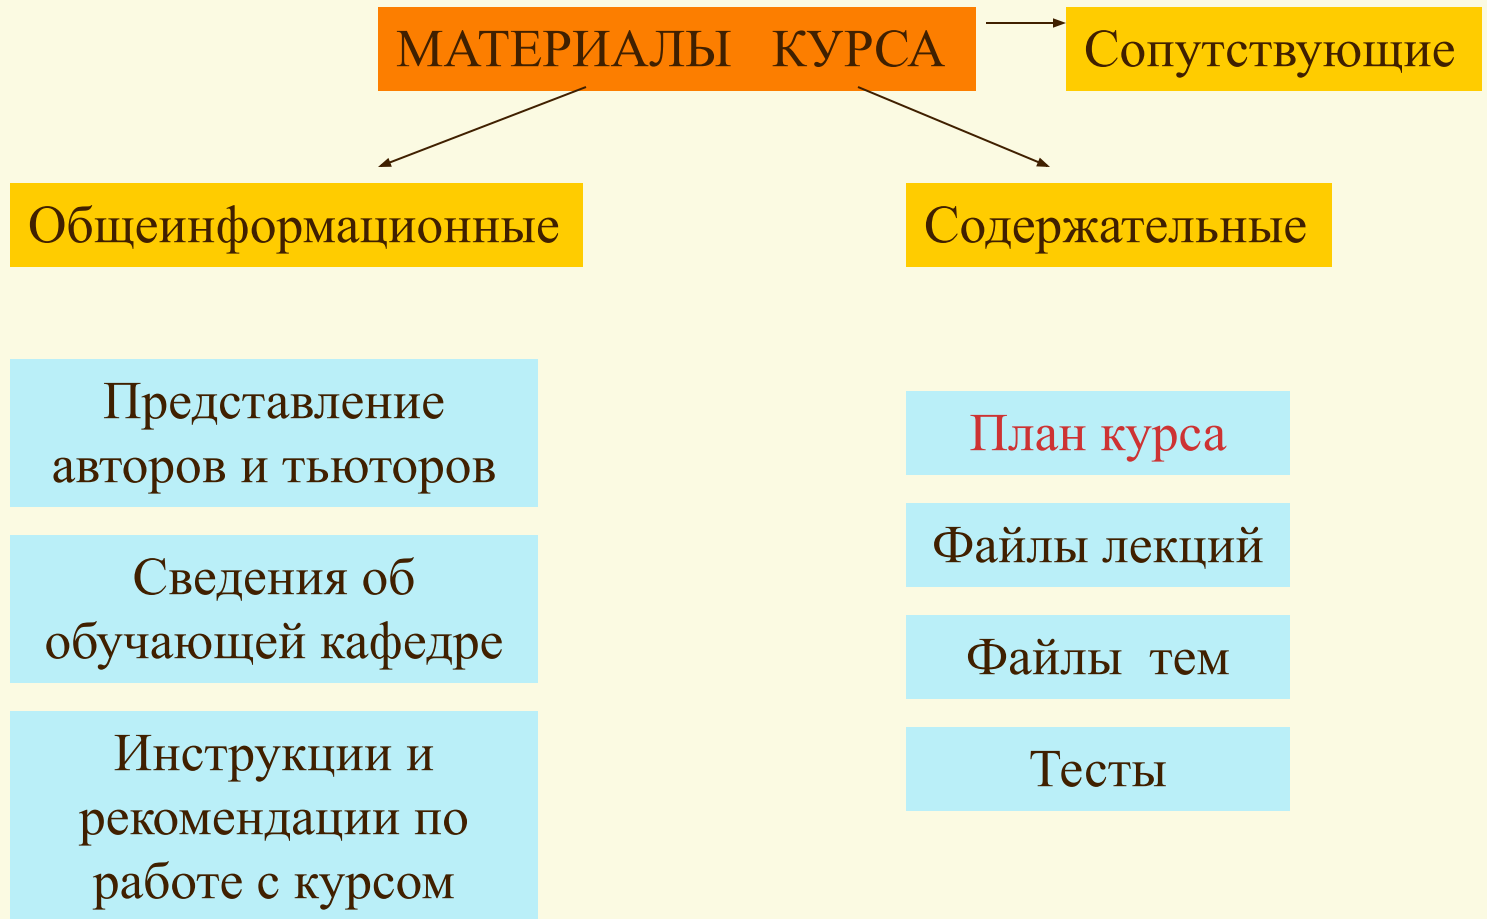 МАТЕРИАЛЫ КУРСА
Сопутствующие
Общеинформационные
Содержательные
Представление
авторов и тьюторов
Сведения об
обучающей кафедре
Инструкции и
рекомендации по
работе с курсом
План курса
Файлы лекций
Файлы тем
Тесты